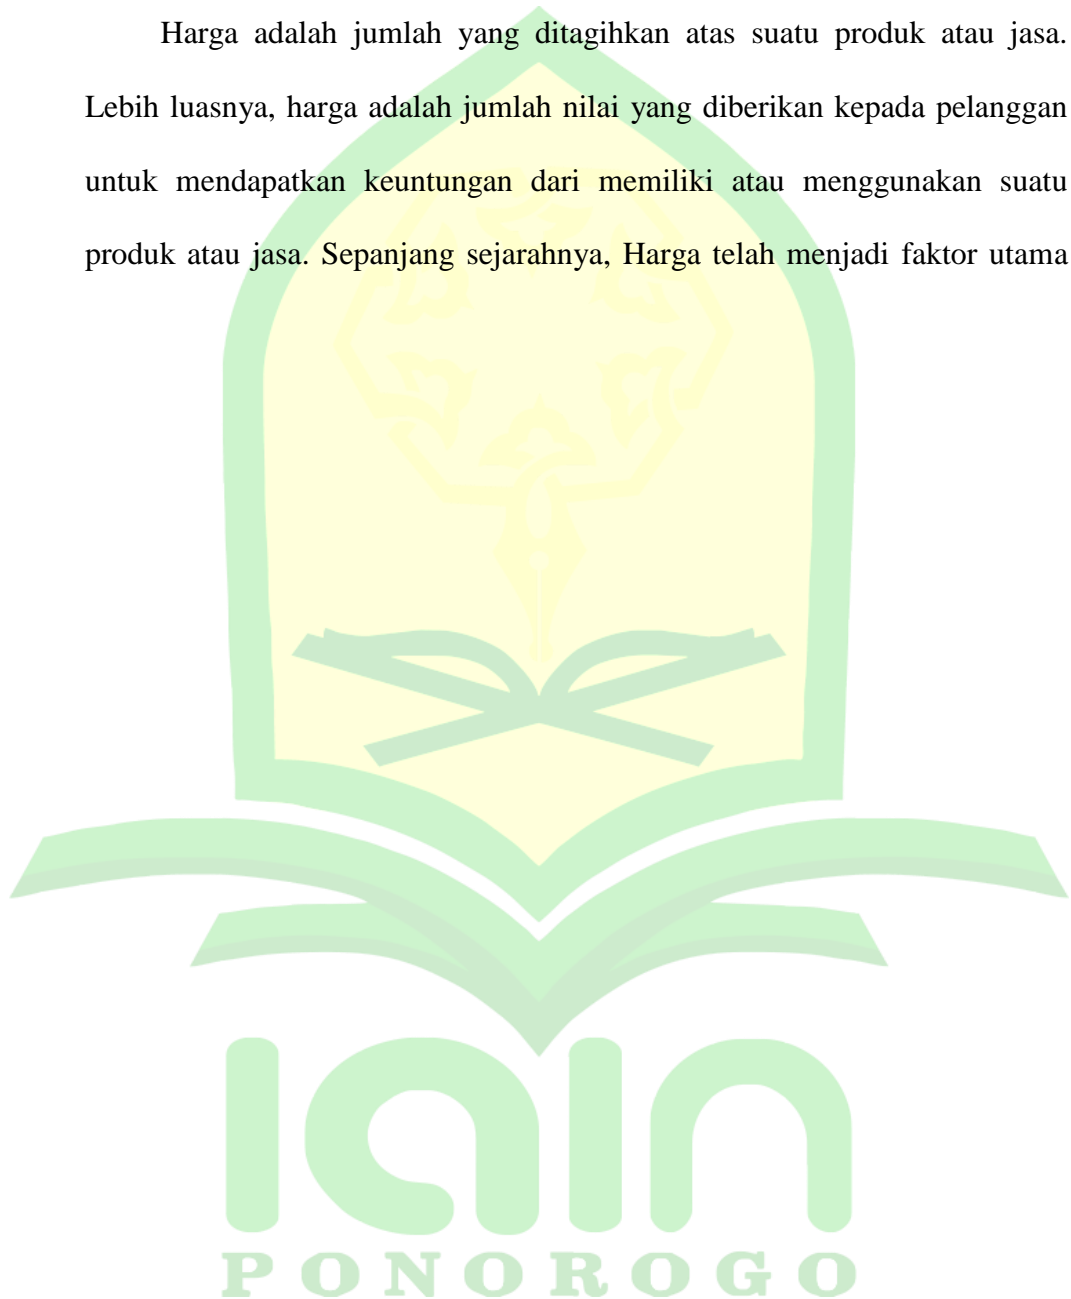 Harga adalah jumlah yang ditagihkan atas suatu produk atau jasa.
Lebih luasnya, harga adalah jumlah nilai yang diberikan kepada pelanggan
untuk mendapatkan keuntungan dari memiliki atau menggunakan suatu
produk atau jasa. Sepanjang sejarahnya, Harga telah menjadi faktor utama
IAIN
PONOROGO